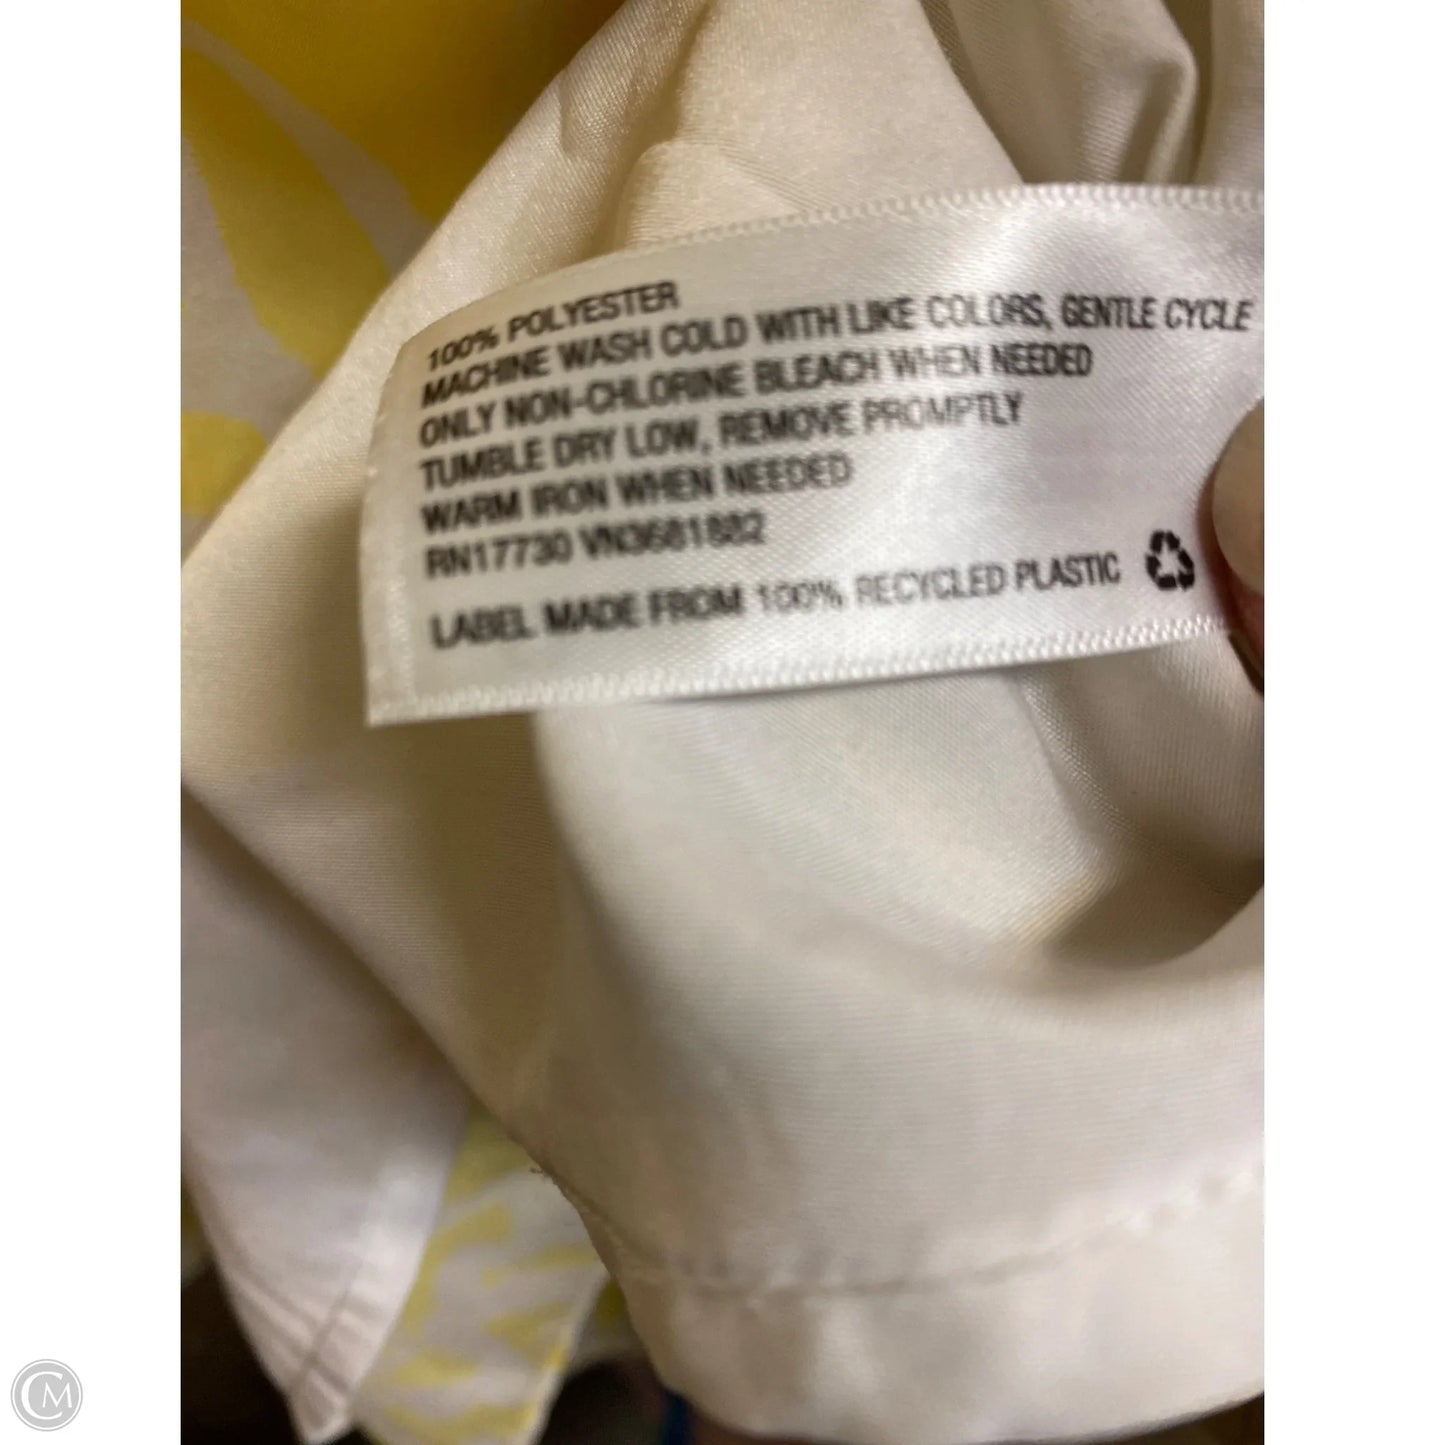 100% POLYESTER
MACHINE WASH COLD WITH LIKE COLORS, GENTLE CYCLE
ONLY NON-CHLORINE BLEACH WHEN NEEDED
TUMBLE DRY LOW, REMOVE PROMPTLY
WARM IRON WHEN NEEDED
RN17730 VN3681882
LABEL MADE FROM 100% RECYCLED PLASTIC
CM